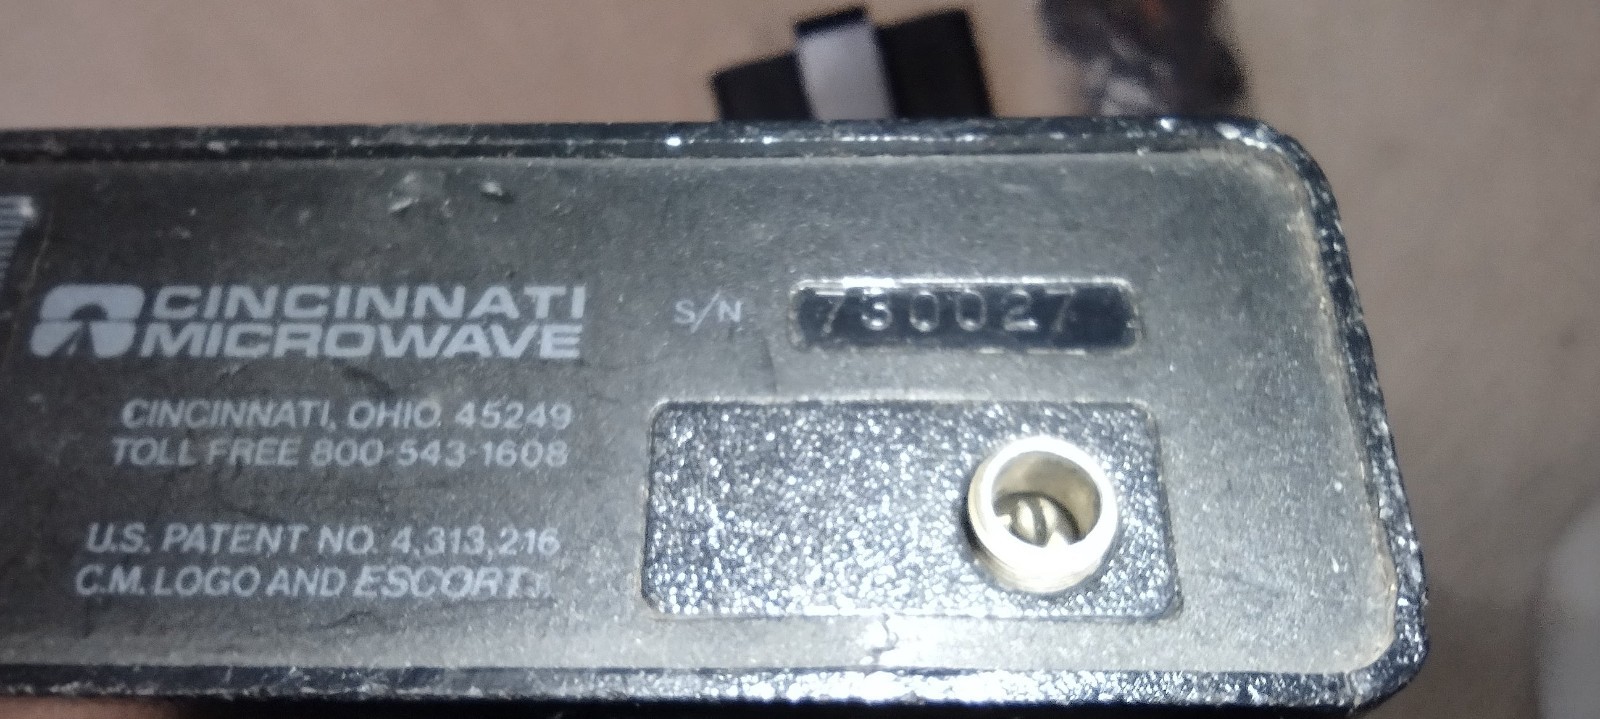 CINCINNATI
MICROWAVE
S/N 730027
CINCINNATI, OHIO 45249
TOLL FREE 800-543-1608
U.S. PATENT NO. 4,313,216
C.M. LOGO AND ESCORT